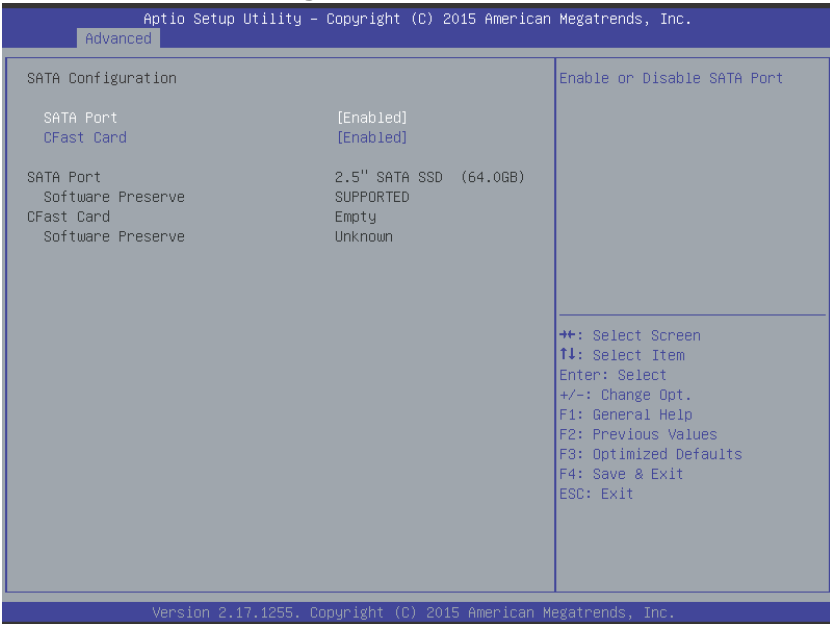 Aptio Setup Utility – Copyright (C) 2015 American Megatrends, Inc.
Advanced
SATA Configuration
SATA Port [Enabled]
CFast Card [Enabled]
SATA Port 2.5" SATA SSD (64.0GB)
Software Preserve SUPPORTED
CFast Card Empty
Software Preserve Unknown
Enable or Disable SATA Port
→←: Select Screen
↑↓: Select Item
Enter: Select
+/-: Change Opt.
F1: General Help
F2: Previous Values
F3: Optimized Defaults
F4: Save & Exit
ESC: Exit
Version 2.17.1255. Copyright (C) 2015 American Megatrends, Inc.